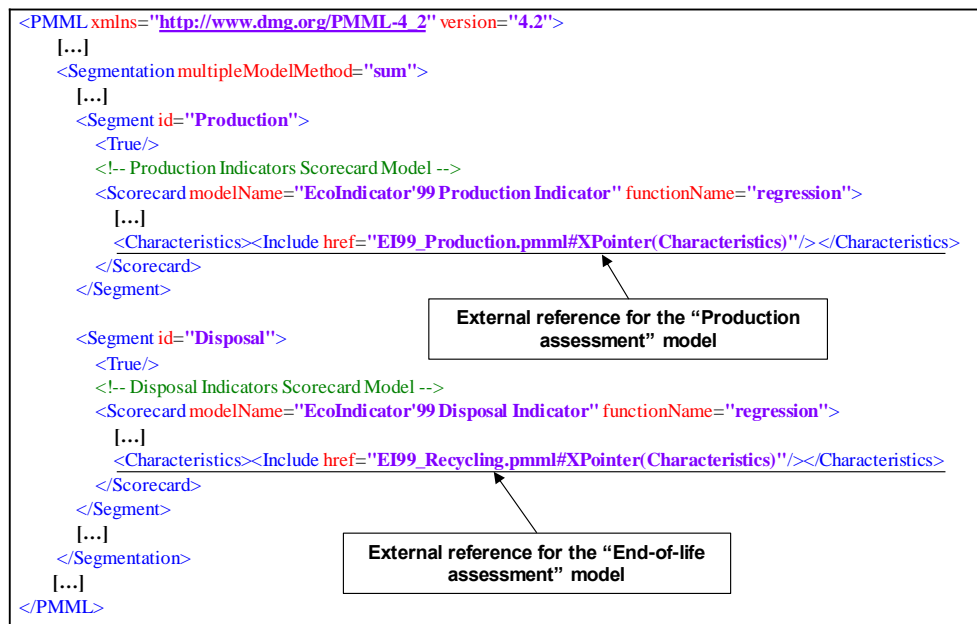 <PMML xmlns="http://www.dmg.org/PMML-4_2" version="4.2">
[…]
<Segmentation multipleModelMethod="sum">
[…]
<Segment id="Production">
<True/>
<!-- Production Indicators Scorecard Model -->
<Scorecard modelName="EcoIndicator'99 Production Indicator" functionName="regression">
[…]
<Characteristics><Include href="EI99_Production.pmml#XPointer(Characteristics)"/></Characteristics>
</Scorecard>
</Segment>
External reference for the “Production
assessment” model
<Segment id="Disposal">
<True/>
<!-- Disposal Indicators Scorecard Model -->
<Scorecard modelName="EcoIndicator'99 Disposal Indicator" functionName="regression">
[…]
<Characteristics><Include href="EI99_Recycling.pmml#XPointer(Characteristics)"/></Characteristics>
</Scorecard>
</Segment>
[…]
External reference for the “End-of-life
assessment” model
</Segmentation>
[…]
</PMML>